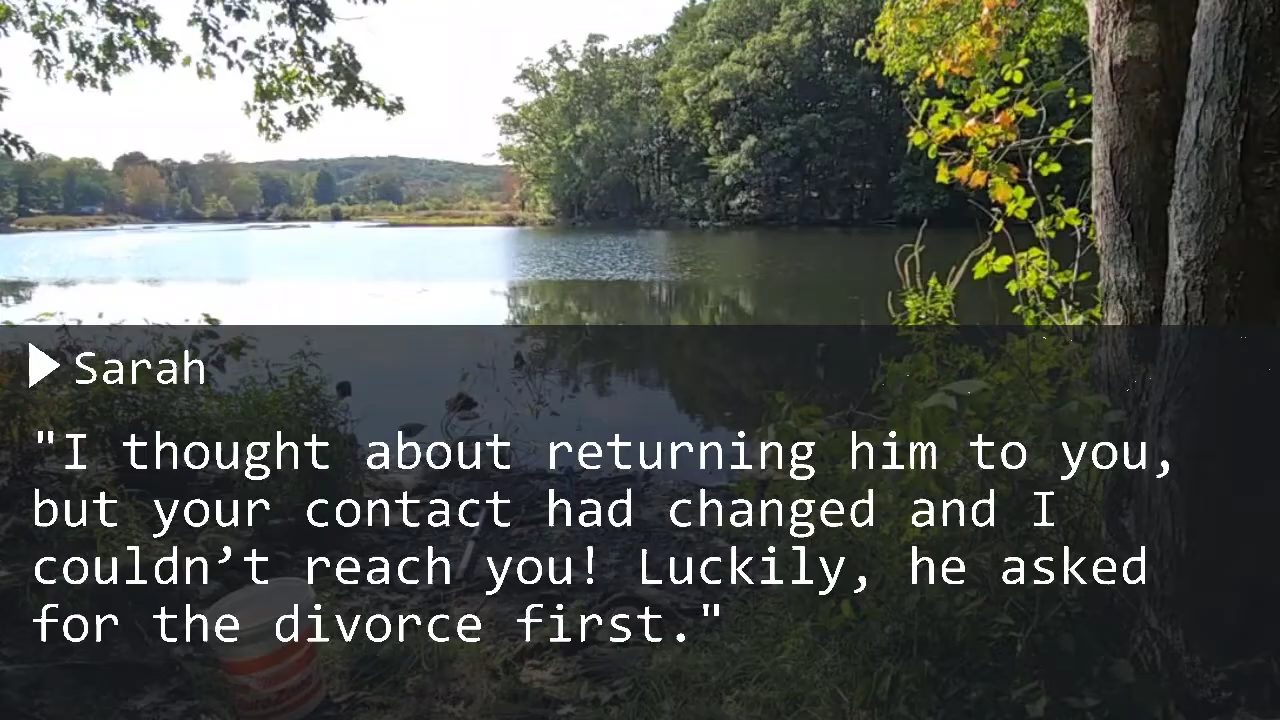 Sarah
"I thought about returning him to you,
but your contact had changed and I
couldn’t reach you! Luckily, he asked
for the divorce first."